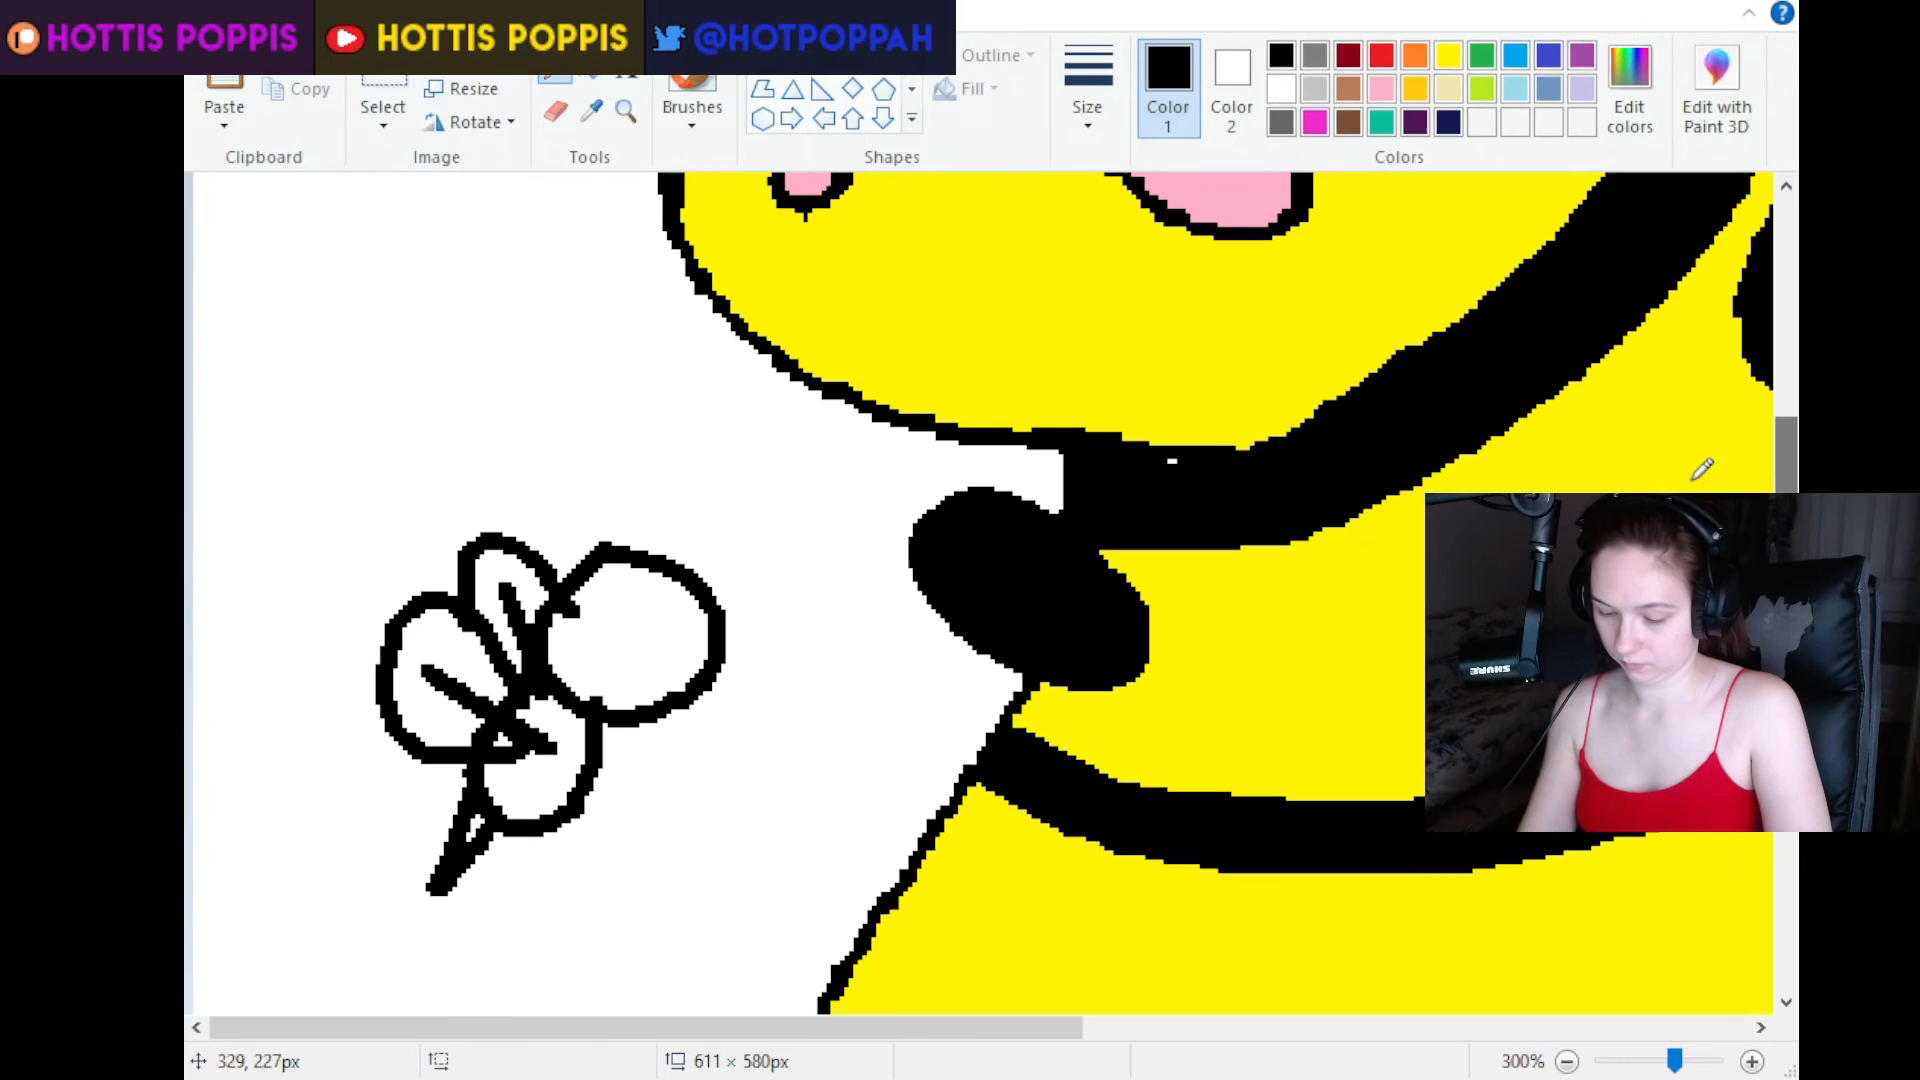 HOTTIS POPPIS HOTTIS POPPIS @HOTPOPPAH
Outline
Paste Copy Select Resize Rotate Brushes Fill Size Color 1 Color 2 Edit colors Edit with Paint 3D
Clipboard Image Tools Shapes Colors
SHURE
329, 227px 611 × 580px 300%